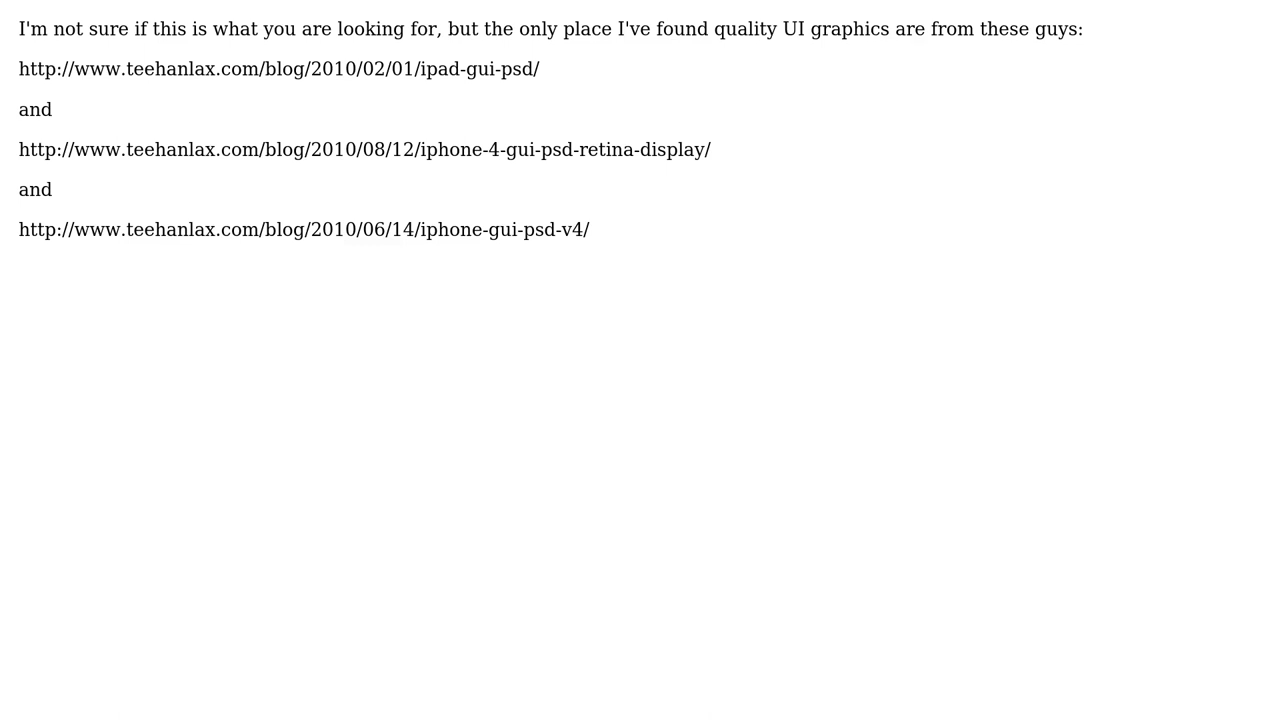 I'm not sure if this is what you are looking for, but the only place I've found quality UI graphics are from these guys:
http://www.teehanlax.com/blog/2010/02/01/ipad-gui-psd/
and
http://www.teehanlax.com/blog/2010/08/12/iphone-4-gui-psd-retina-display/
and
http://www.teehanlax.com/blog/2010/06/14/iphone-gui-psd-v4/